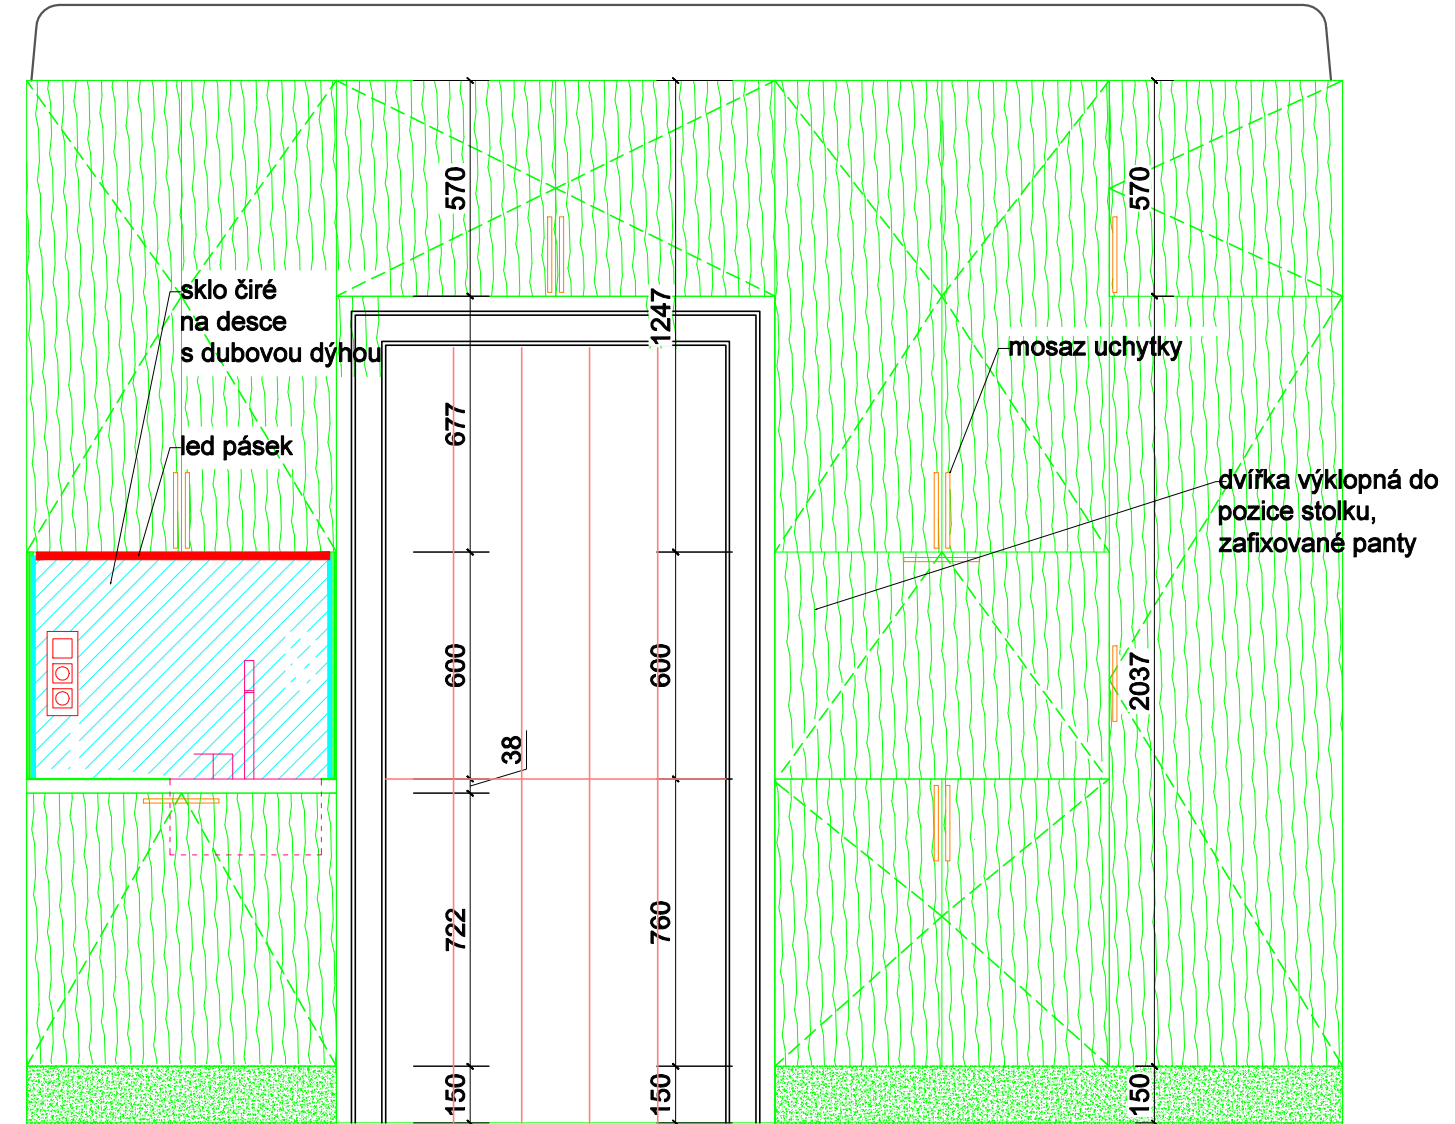 570
570
sklo čiré
na desce
s dubovou dýhou
1247
mosaz uchytky
677
led pásek
dvířka výklopná do
pozice stolku,
zafixované panty
600
600
2037
38
722
760
150
150
150